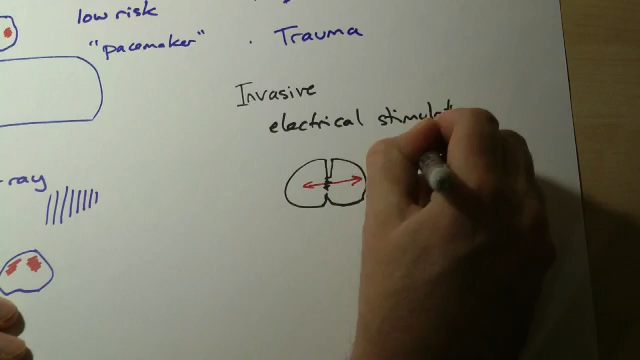 low risk
"pacemaker"
· Trauma
Invasive
electrical
-ray